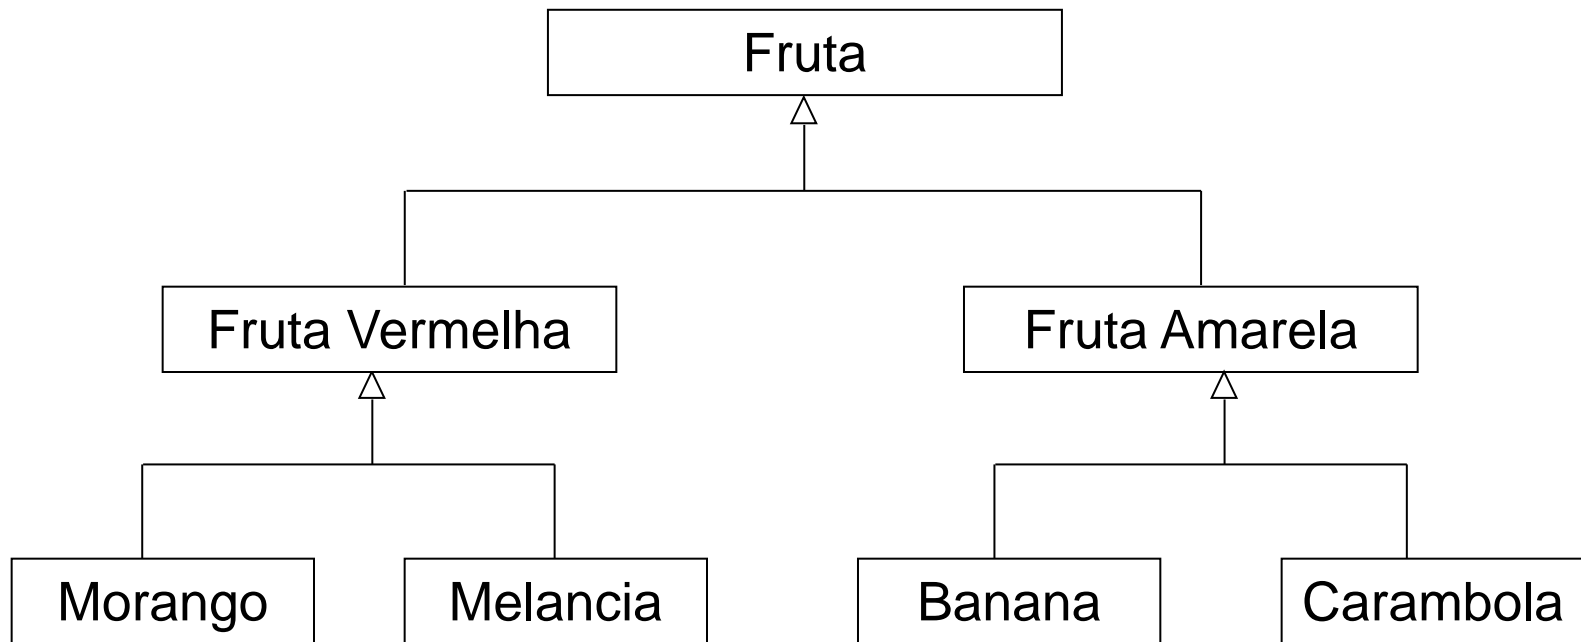 Fruta
Fruta Vermelha
Fruta Amarela
Morango
Melancia
Banana
Carambola